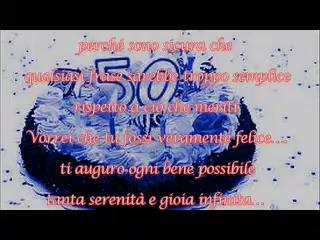 perché sono sicura che
qualsiasi frase sarebbe troppo semplice
rispetto a ciò che meriti
Vorrei che tu fossi veramente felice....
ti auguro ogni bene possibile
tanta serenità e gioia infinita...
50